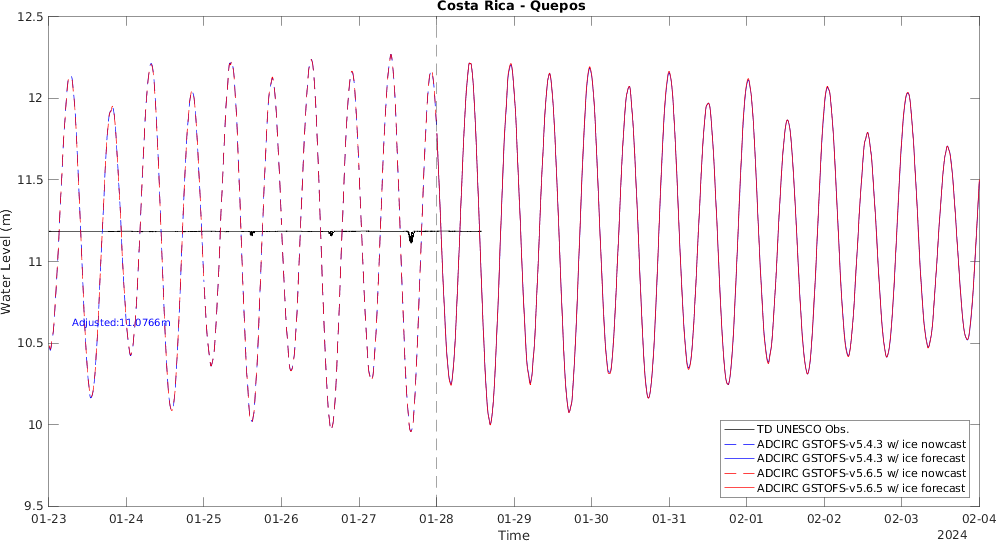 Costa Rica - Quepos
12.5
12
11.5
11
10.5
10
9.5
Water Level (m)
Adjusted:11.0766m
TD UNESCO Obs.
ADCIRC GSTOFS-v5.4.3 w/ ice nowcast
ADCIRC GSTOFS-v5.4.3 w/ ice forecast
ADCIRC GSTOFS-v5.6.5 w/ ice nowcast
ADCIRC GSTOFS-v5.6.5 w/ ice forecast
01-23 01-24 01-25 01-26 01-27 01-28 01-29 01-30 01-31 02-01 02-02 02-03 02-04
Time
2024